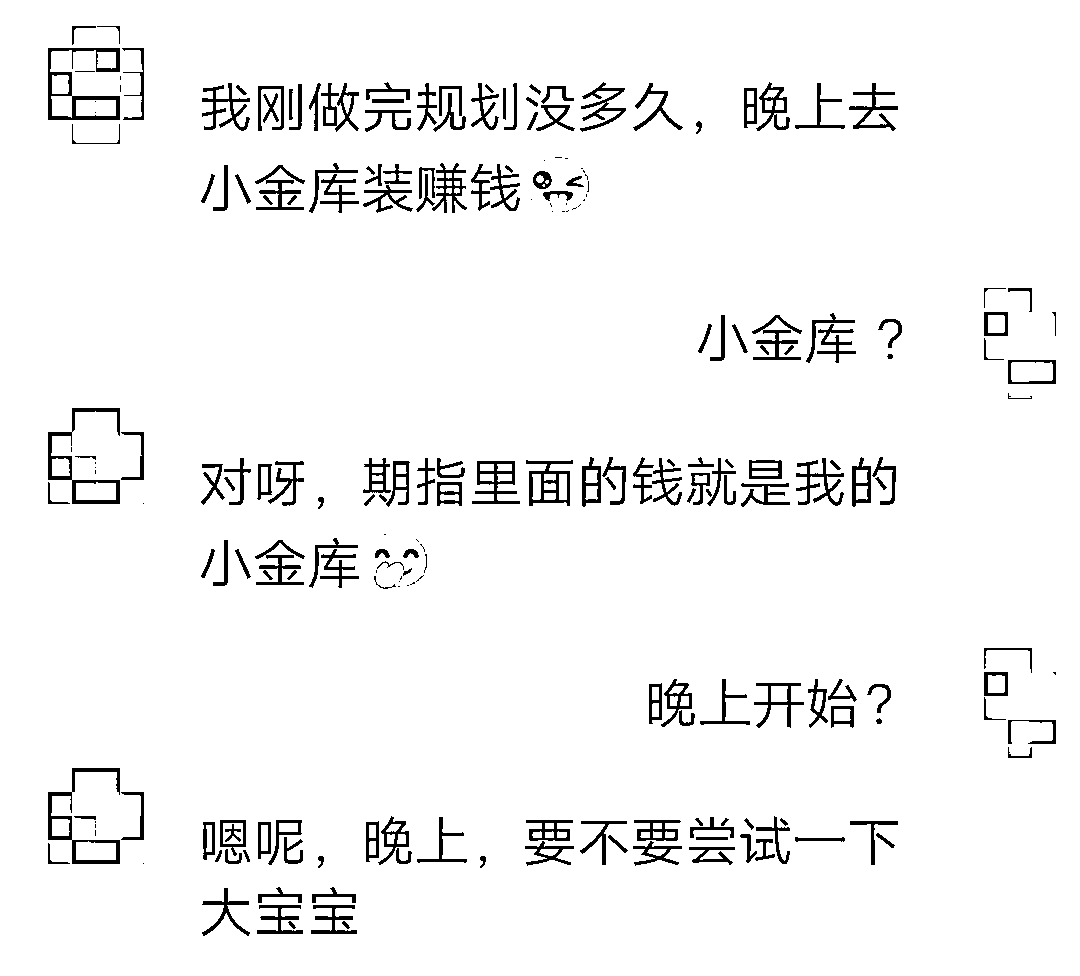 我刚做完规划没多久，晚上去
小金库装赚钱
小金库 ？
对呀，期指里面的钱就是我的
小金库
晚上开始？
嗯呢，晚上，要不要尝试一下
大宝宝